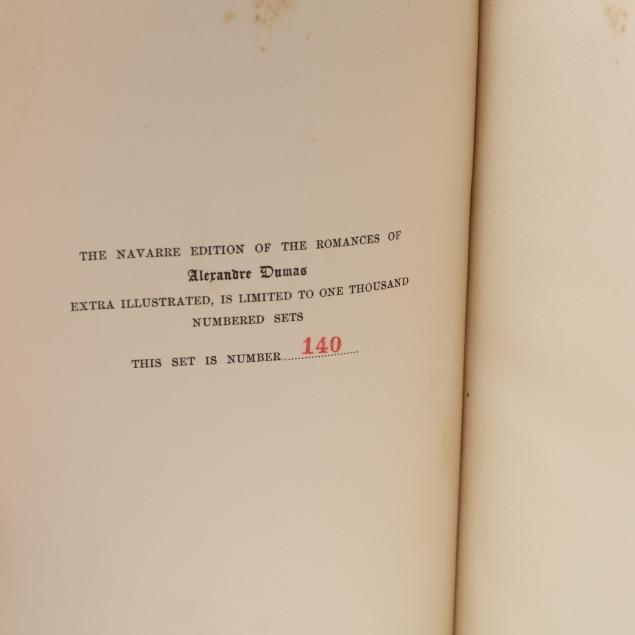 THE NAVARRE EDITION OF THE ROMANCES OF
Alexandre Dumas
EXTRA ILLUSTRATED, IS LIMITED TO ONE THOUSAND
NUMBERED SETS
THIS SET IS NUMBER......140......